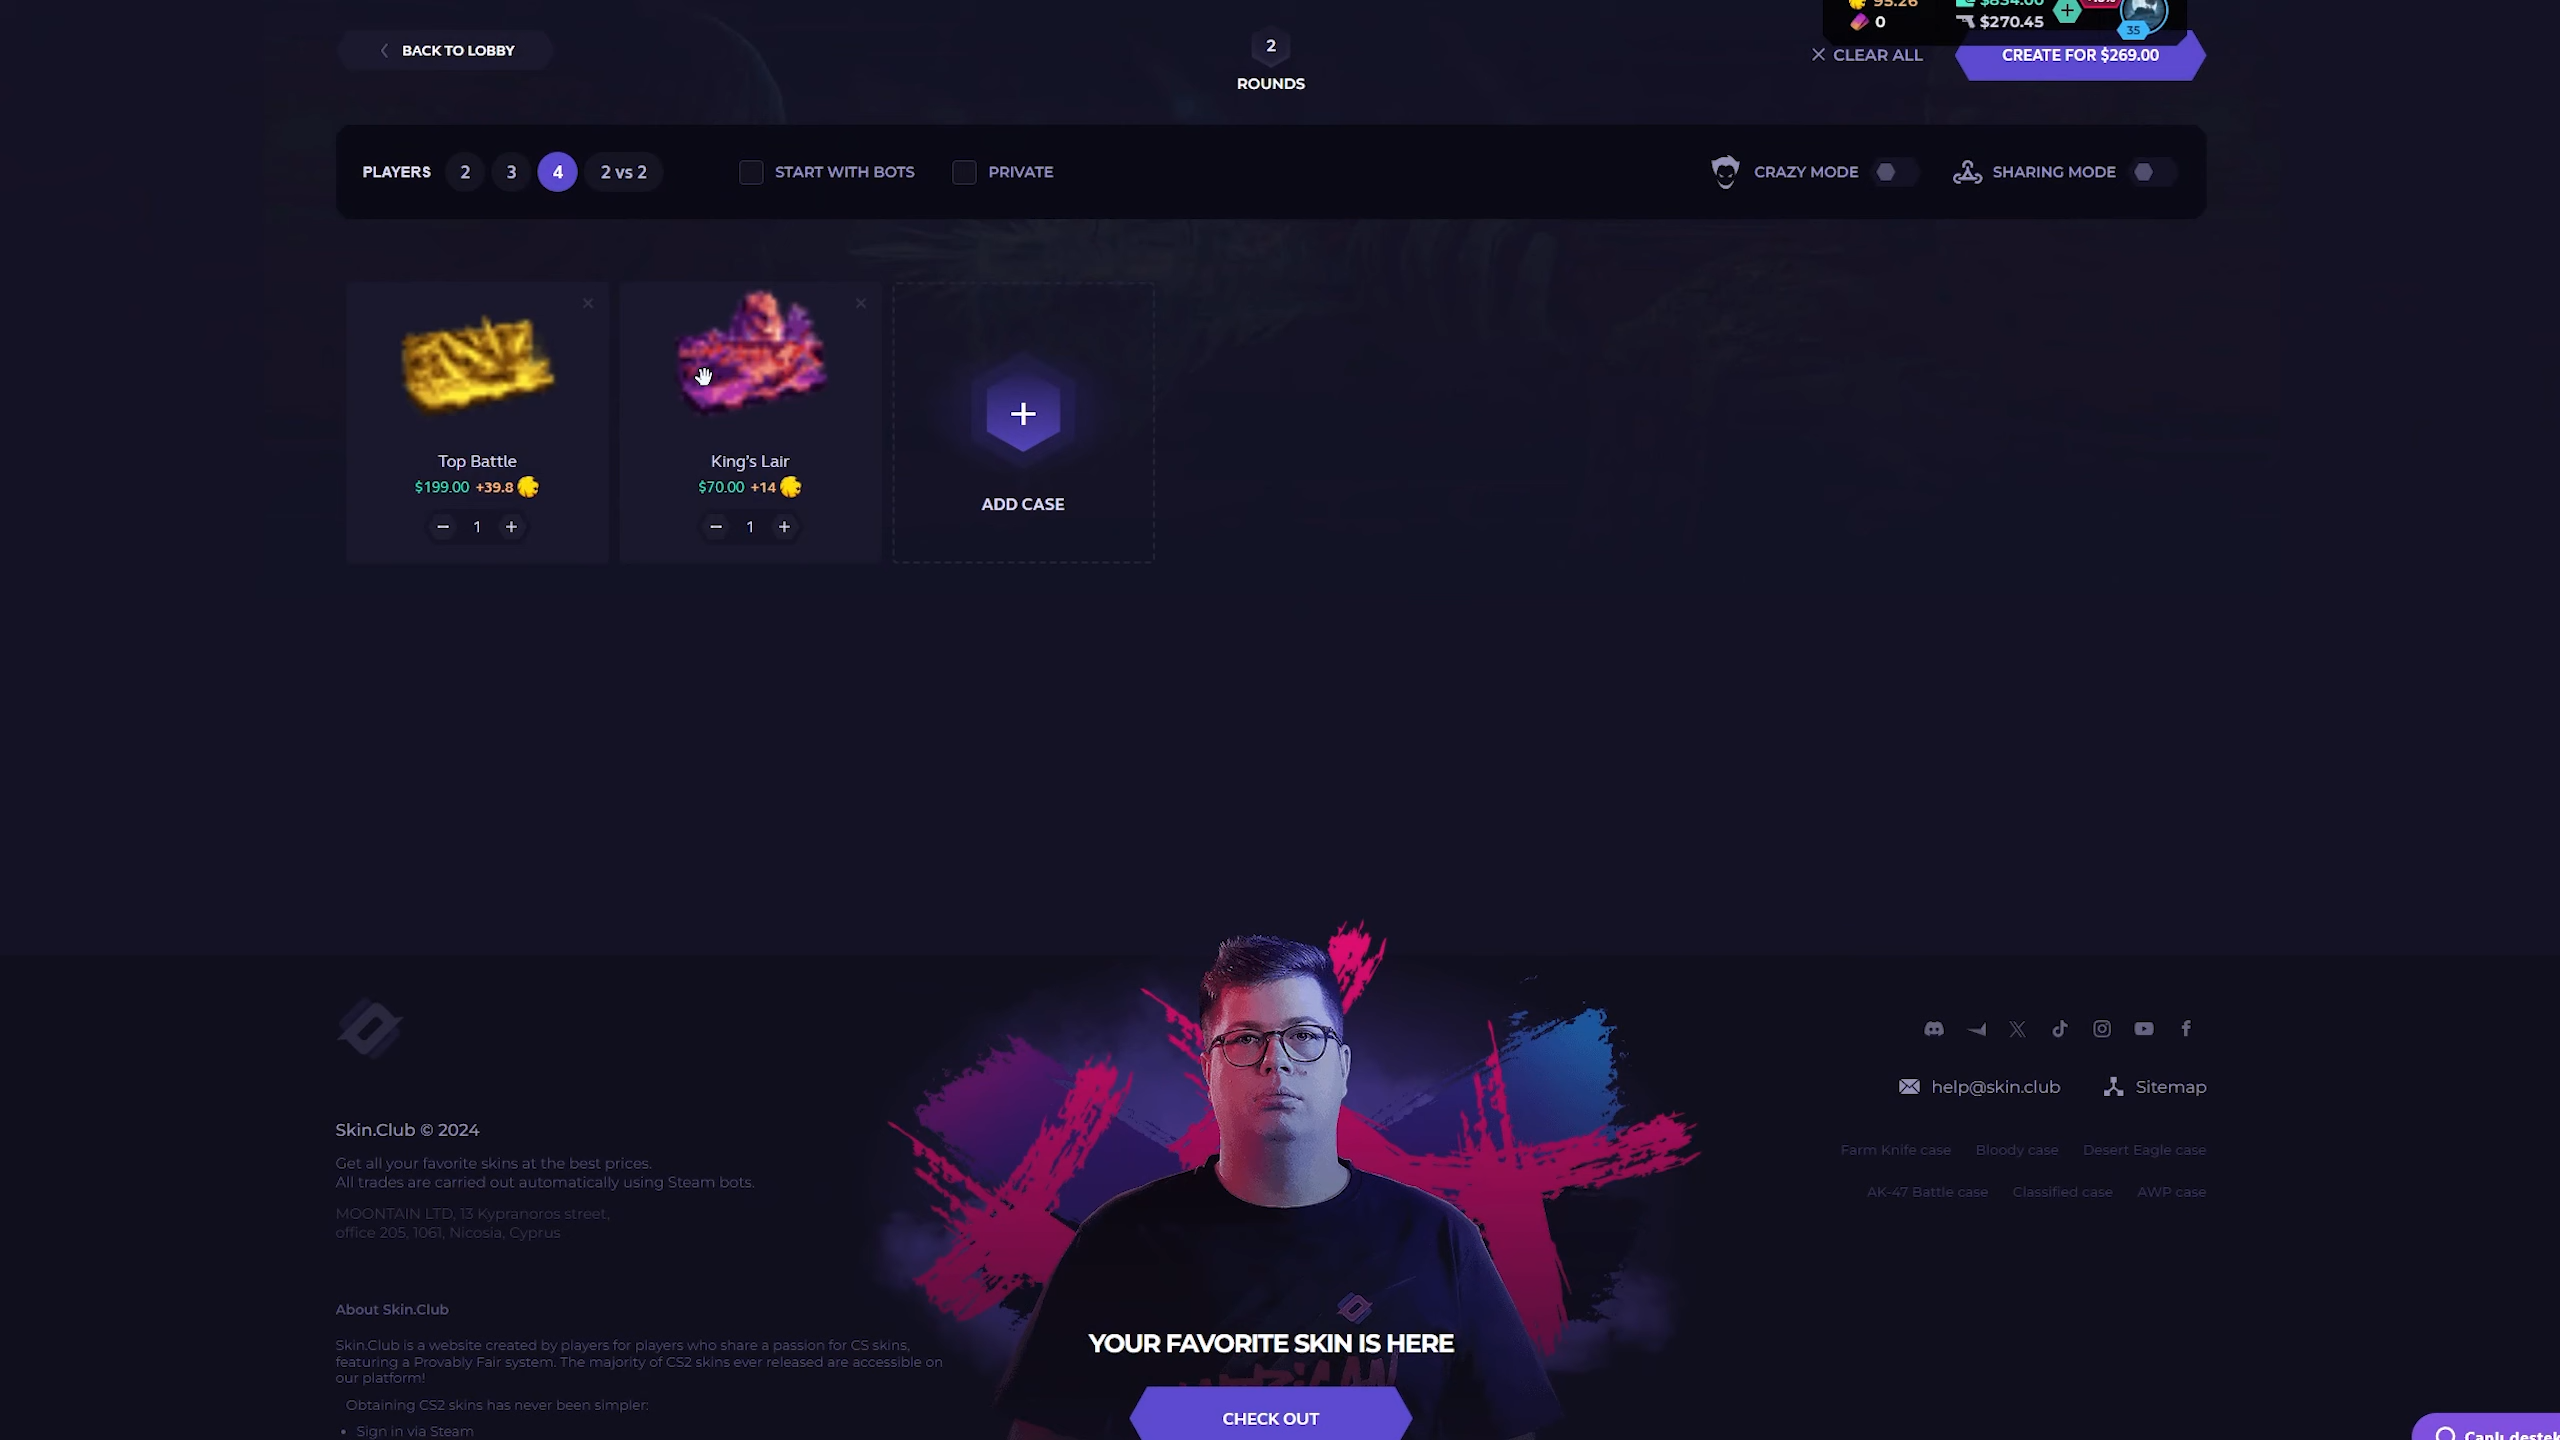 95.26
$834.00
0
$270.45
35
BACK TO LOBBY
2
ROUNDS
CLEAR ALL
CREATE FOR $269.00
PLAYERS 2 3 4 2 vs 2
START WITH BOTS
PRIVATE
CRAZY MODE
SHARING MODE
Top Battle
$199.00 +39.8
− 1 +
King's Lair
$70.00 +14
− 1 +
+
ADD CASE
Skin.Club © 2024
Get all your favorite skins at the best prices.
All trades are carried out automatically using Steam bots.
MOONTAIN LTD, 13 Kypranoros street,
office 205, 1061, Nicosia, Cyprus
About Skin.Club
Skin.Club is a website created by players for players who share a passion for CS skins,
featuring a Provably Fair system. The majority of CS2 skins ever released are accessible on
our platform!
Obtaining CS2 skins has never been simpler:
• Sign in via Steam
YOUR FAVORITE SKIN IS HERE
CHECK OUT
help@skin.club
Sitemap
Farm Knife case Bloody case Desert Eagle case
AK-47 Battle case Classified case AWP case
Canlı destek